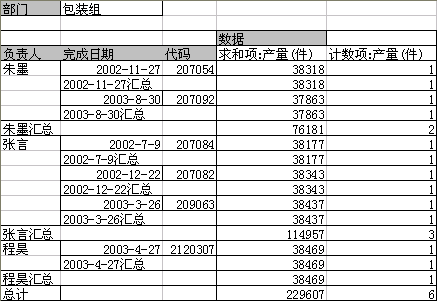 部门 包装组
数据
负责人 完成日期 代码 求和项:产量(件) 计数项:产量(件)
朱墨 2002-11-27 207054 38318 1
2002-11-27汇总 38318 1
2003-8-30 207092 37863 1
2003-8-30汇总 37863 1
朱墨汇总 76181 2
张言 2002-7-9 207084 38177 1
2002-7-9汇总 38177 1
2002-12-22 207082 38343 1
2002-12-22汇总 38343 1
2003-3-26 209063 38437 1
2003-3-26汇总 38437 1
张言汇总 114957 3
程昊 2003-4-27 2120307 38469 1
2003-4-27汇总 38469 1
程昊汇总 38469 1
总计 229607 6